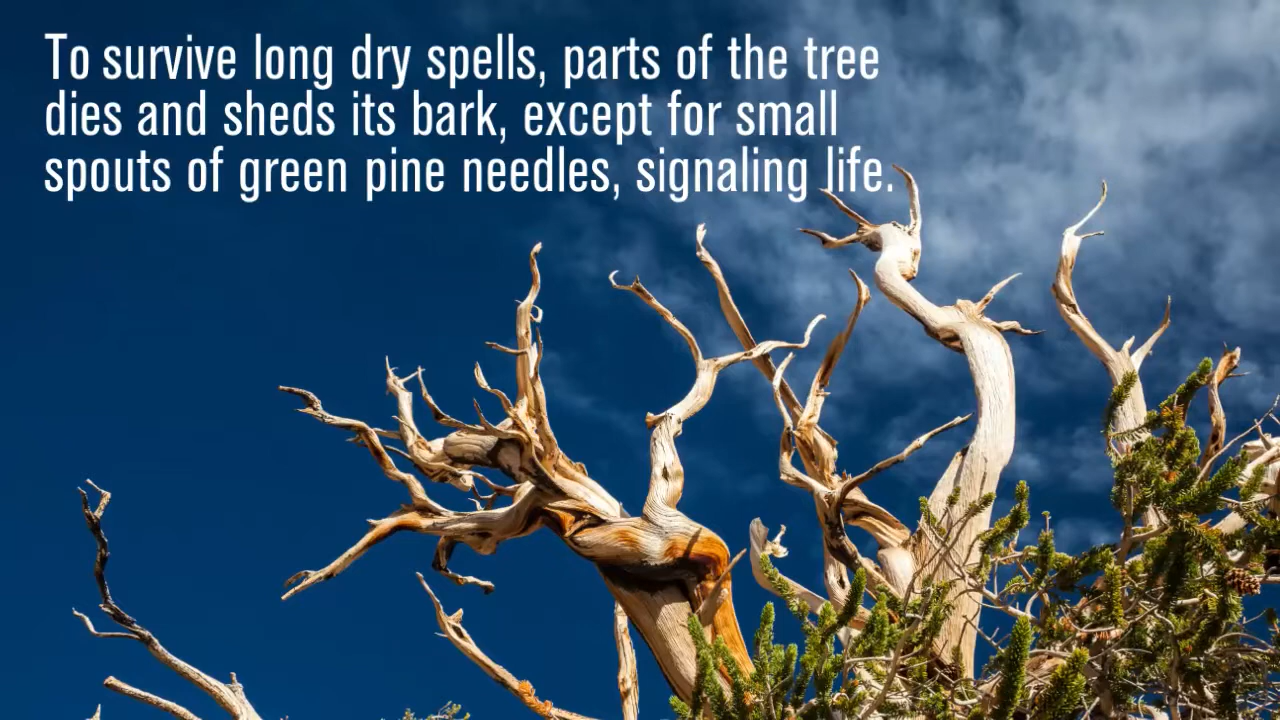 To survive long dry spells, parts of the tree
dies and sheds its bark, except for small
spouts of green pine needles, signaling life.